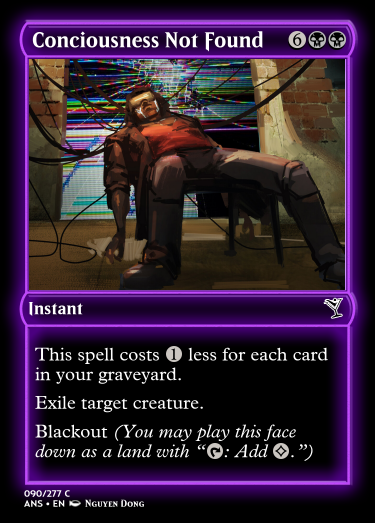 Conciousness Not Found 6
Instant
This spell costs 1 less for each card
in your graveyard.
Exile target creature.
Blackout (You may play this face
down as a land with “: Add .”)
090/277 C
ANS • EN Nguyen Dong